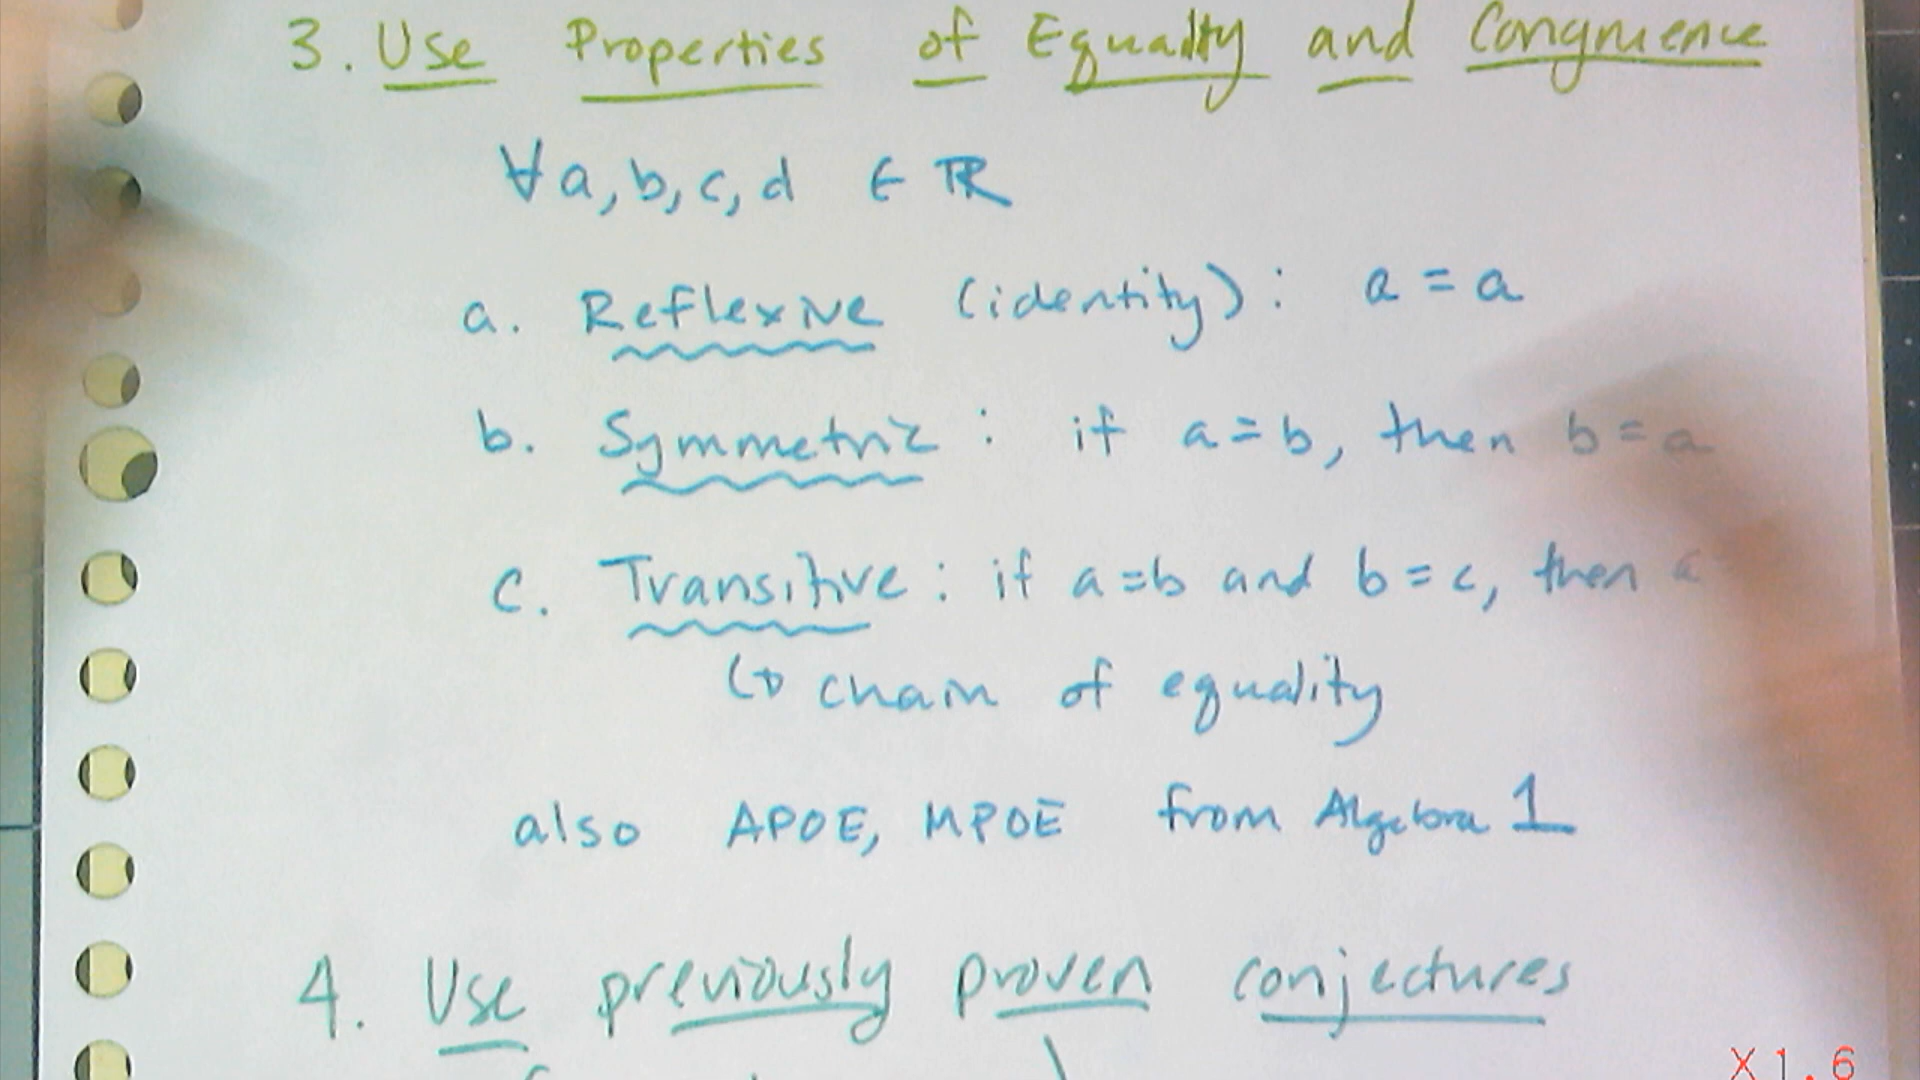 3. Use Properties of Equality and Congruence
∀a, b, c, d ∈ ℝ
a. Reflexive (identity): a = a
b. Symmetric: if a = b, then b = a
c. Transitive: if a = b and b = c, then
↳ chain of equality
also APOE, MPOE from Algebra 1
4. Use previously proven conjectures
X1.6